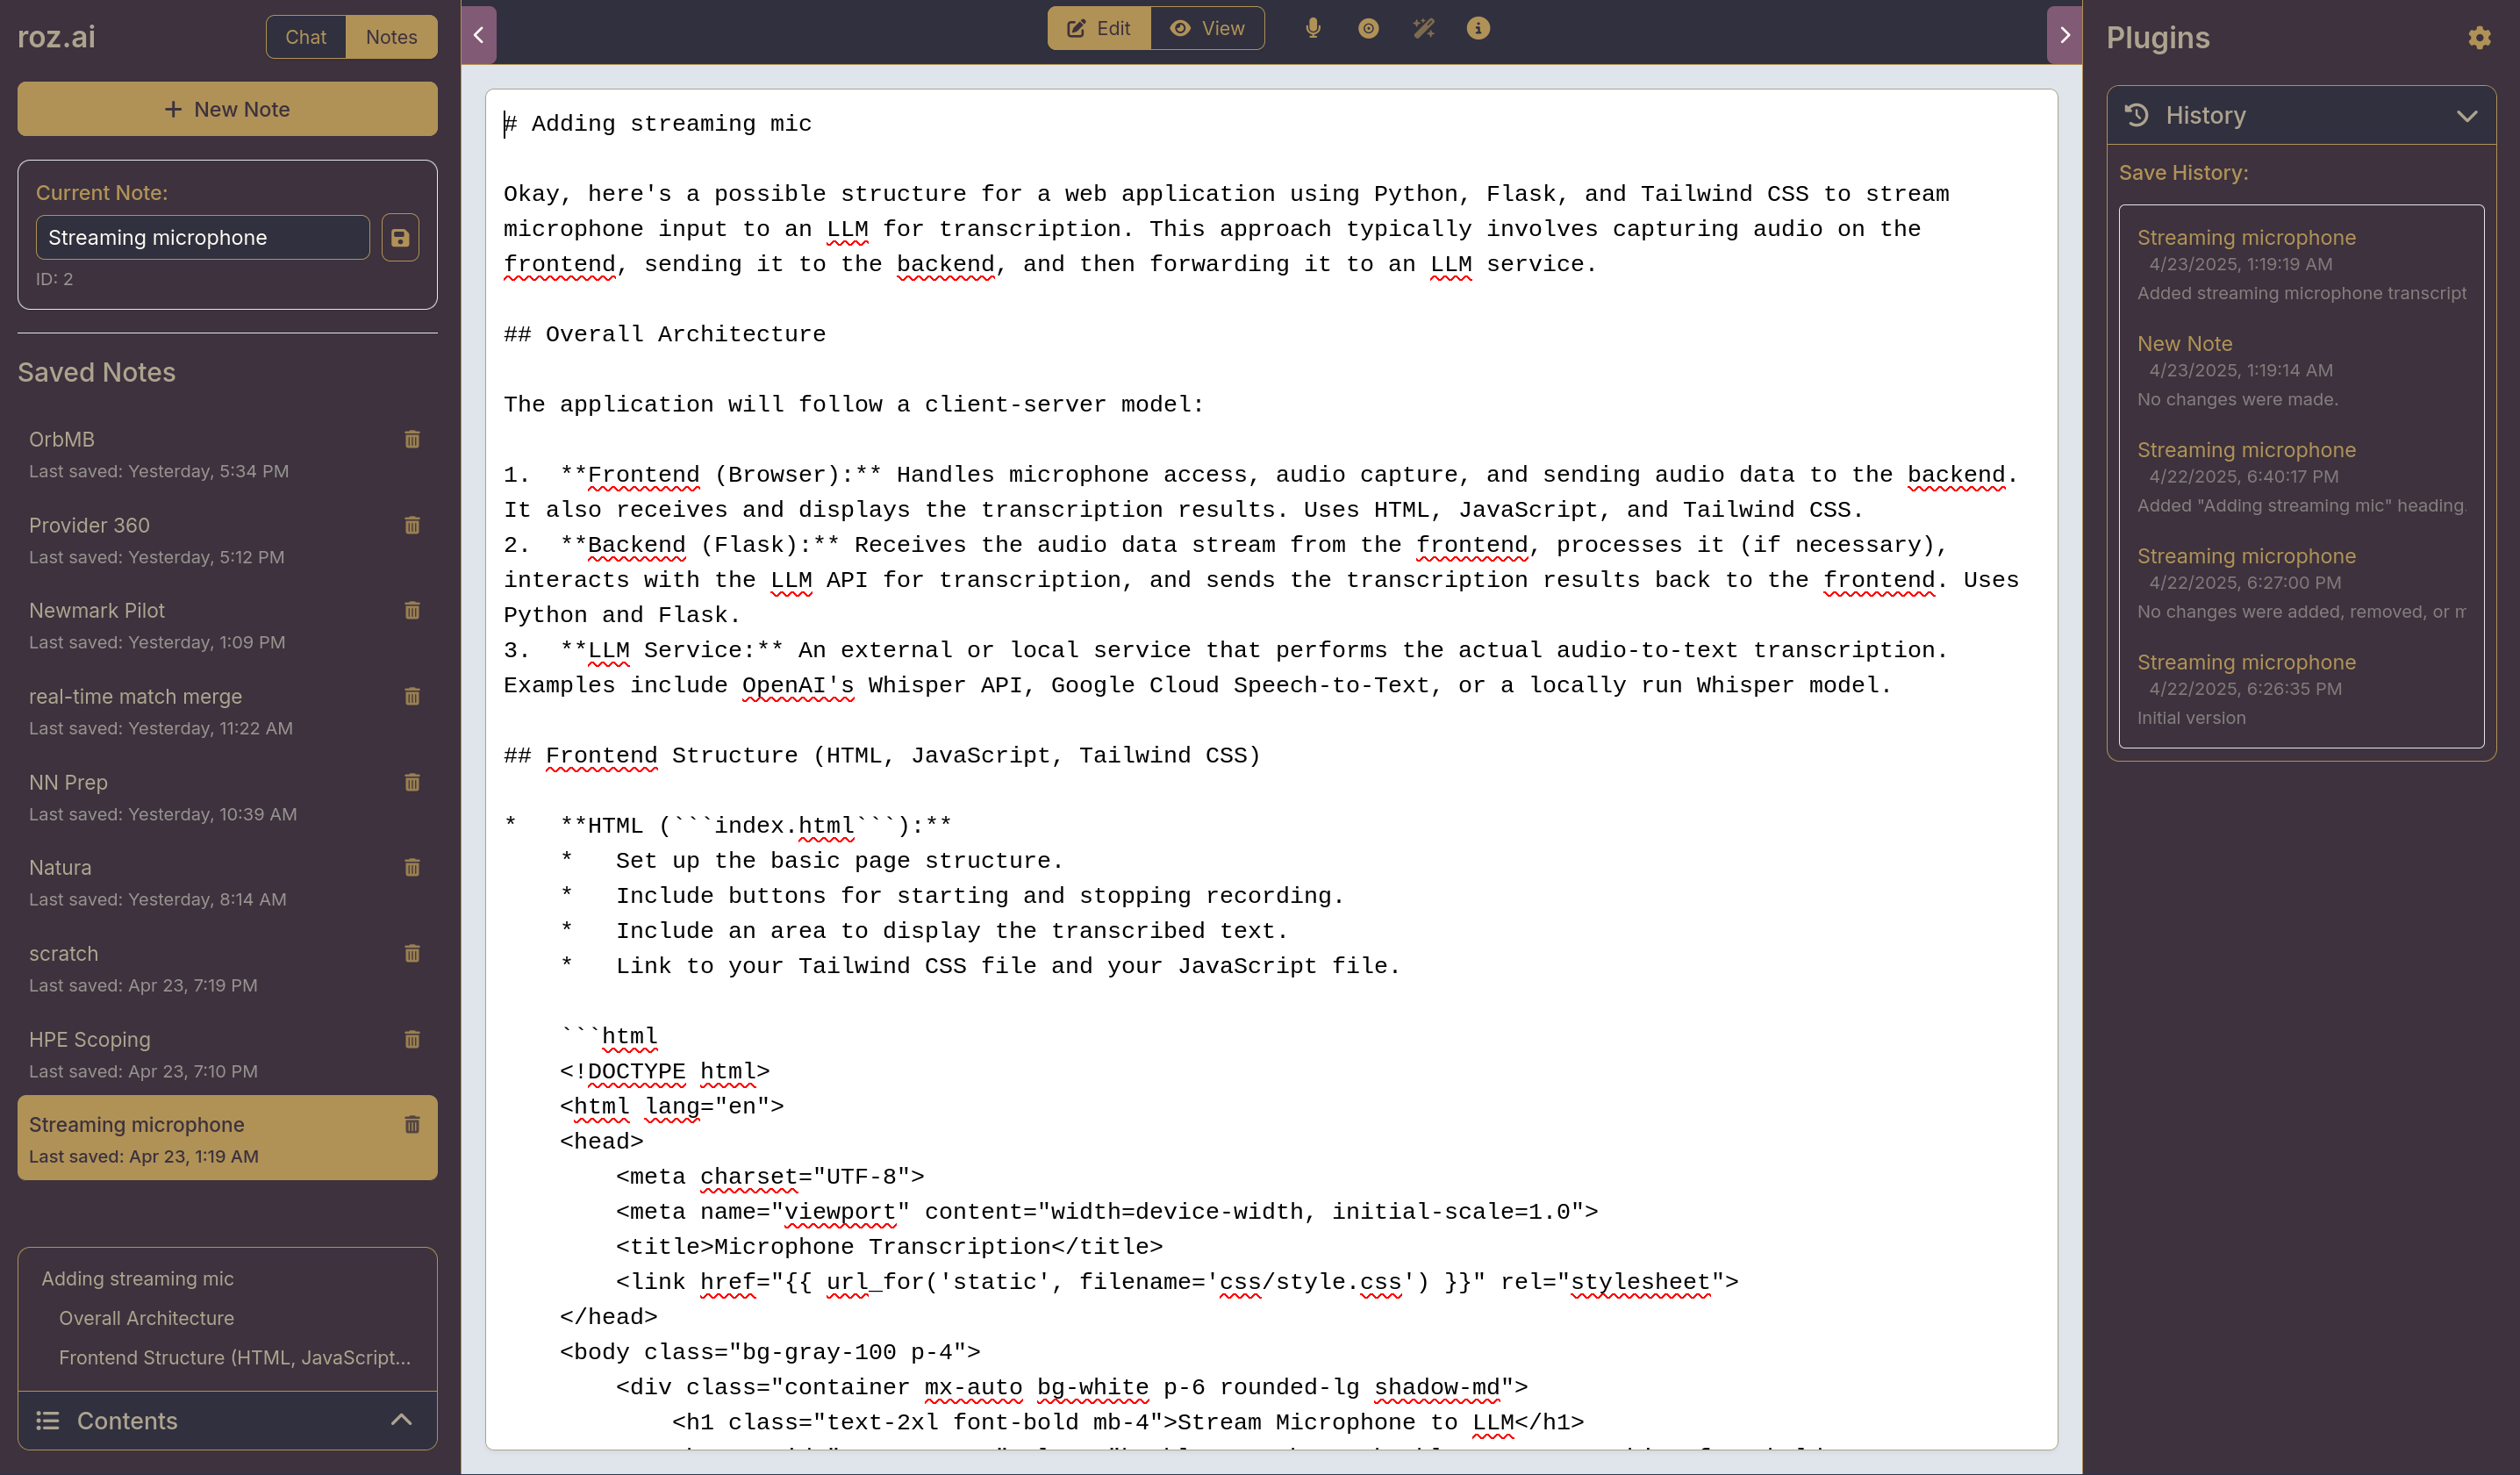 roz.ai
Chat
Notes
+ New Note
Current Note:
Streaming microphone
ID: 2
Saved Notes
OrbMB
Last saved: Yesterday, 5:34 PM
Provider 360
Last saved: Yesterday, 5:12 PM
Newmark Pilot
Last saved: Yesterday, 1:09 PM
real-time match merge
Last saved: Yesterday, 11:22 AM
NN Prep
Last saved: Yesterday, 10:39 AM
Natura
Last saved: Yesterday, 8:14 AM
scratch
Last saved: Apr 23, 7:19 PM
HPE Scoping
Last saved: Apr 23, 7:10 PM
Streaming microphone
Last saved: Apr 23, 1:19 AM
Adding streaming mic
Overall Architecture
Frontend Structure (HTML, JavaScript...
Contents
Edit
View
# Adding streaming mic
Okay, here's a possible structure for a web application using Python, Flask, and Tailwind CSS to stream
microphone input to an LLM for transcription. This approach typically involves capturing audio on the
frontend, sending it to the backend, and then forwarding it to an LLM service.
## Overall Architecture
The application will follow a client-server model:
1.  **Frontend (Browser):** Handles microphone access, audio capture, and sending audio data to the backend.
It also receives and displays the transcription results. Uses HTML, JavaScript, and Tailwind CSS.
2.  **Backend (Flask):** Receives the audio data stream from the frontend, processes it (if necessary),
interacts with the LLM API for transcription, and sends the transcription results back to the frontend. Uses
Python and Flask.
3.  **LLM Service:** An external or local service that performs the actual audio-to-text transcription.
Examples include OpenAI's Whisper API, Google Cloud Speech-to-Text, or a locally run Whisper model.
## Frontend Structure (HTML, JavaScript, Tailwind CSS)
*   **HTML (```index.html```):**
    *   Set up the basic page structure.
    *   Include buttons for starting and stopping recording.
    *   Include an area to display the transcribed text.
    *   Link to your Tailwind CSS file and your JavaScript file.
    ```html
    <!DOCTYPE html>
    <html lang="en">
    <head>
        <meta charset="UTF-8">
        <meta name="viewport" content="width=device-width, initial-scale=1.0">
        <title>Microphone Transcription</title>
        <link href="{{ url_for('static', filename='css/style.css') }}" rel="stylesheet">
    </head>
    <body class="bg-gray-100 p-4">
        <div class="container mx-auto bg-white p-6 rounded-lg shadow-md">
            <h1 class="text-2xl font-bold mb-4">Stream Microphone to LLM</h1>
Plugins
History
Save History:
Streaming microphone
4/23/2025, 1:19:19 AM
Added streaming microphone transcript
New Note
4/23/2025, 1:19:14 AM
No changes were made.
Streaming microphone
4/22/2025, 6:40:17 PM
Added "Adding streaming mic" heading.
Streaming microphone
4/22/2025, 6:27:00 PM
No changes were added, removed, or m
Streaming microphone
4/22/2025, 6:26:35 PM
Initial version